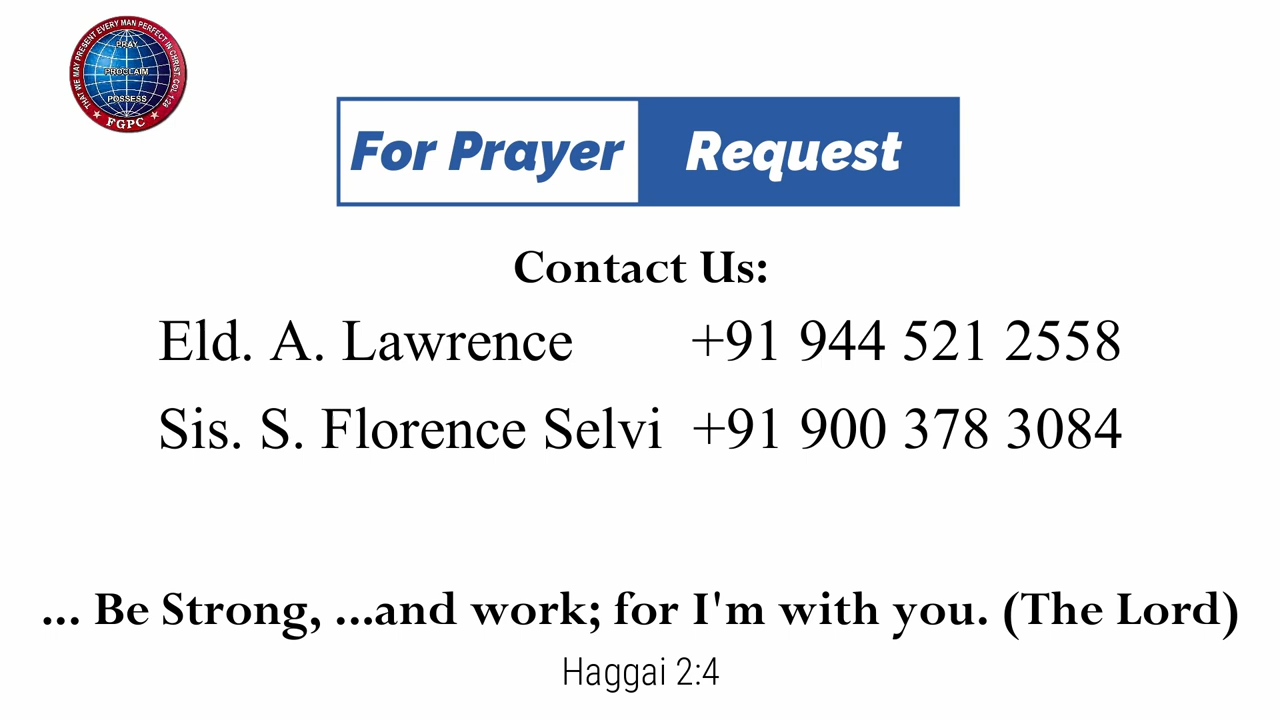 THAT WE MAY PRESENT EVERY MAN PERFECT IN CHRIST. COL 1:28
PRAY
PROCLAIM
POSSESS
FGPC
For Prayer Request
Contact Us:
Eld. A. Lawrence +91 944 521 2558
Sis. S. Florence Selvi +91 900 378 3084
... Be Strong, ...and work; for I'm with you. (The Lord)
Haggai 2:4